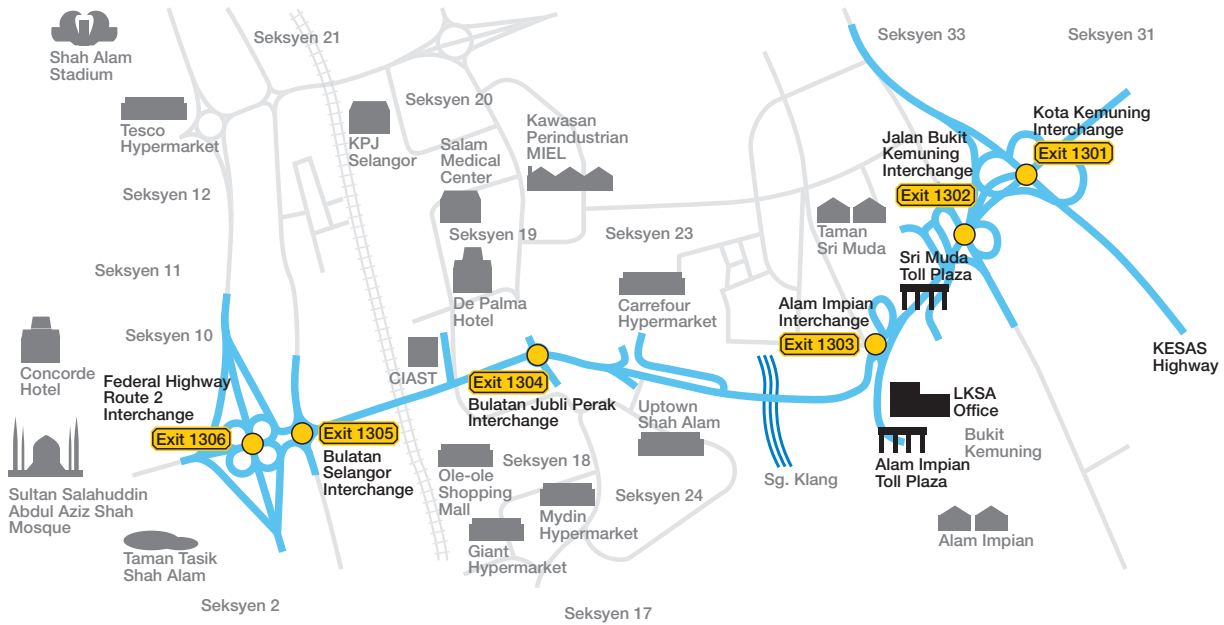 Shah Alam
Stadium
Seksyen 21
Seksyen 33
Seksyen 31
Tesco
Hypermarket
KPJ
Selangor
Seksyen 20
Salam
Medical
Center
Kawasan
Perindustrian
MIEL
Jalan Bukit
Kemuning
Interchange
Exit 1302
Kota Kemuning
Interchange
Exit 1301
Seksyen 12
Seksyen 19
Seksyen 23
Taman
Sri Muda
Sri Muda
Toll Plaza
Seksyen 11
De Palma
Hotel
Carrefour
Hypermarket
Alam Impian
Interchange
Exit 1303
Seksyen 10
Concorde
Hotel
CIAST
KESAS
Highway
Federal Highway
Route 2
Interchange
Exit 1306
Exit 1305
Bulatan
Selangor
Interchange
Exit 1304
Bulatan Jubli Perak
Interchange
Uptown
Shah Alam
LKSA
Office
Bukit
Kemuning
Alam Impian
Toll Plaza
Sg. Klang
Sultan Salahuddin
Abdul Aziz Shah
Mosque
Ole-ole
Shopping
Mall
Seksyen 18
Seksyen 24
Mydin
Hypermarket
Giant
Hypermarket
Alam Impian
Taman Tasik
Shah Alam
Seksyen 2
Seksyen 17